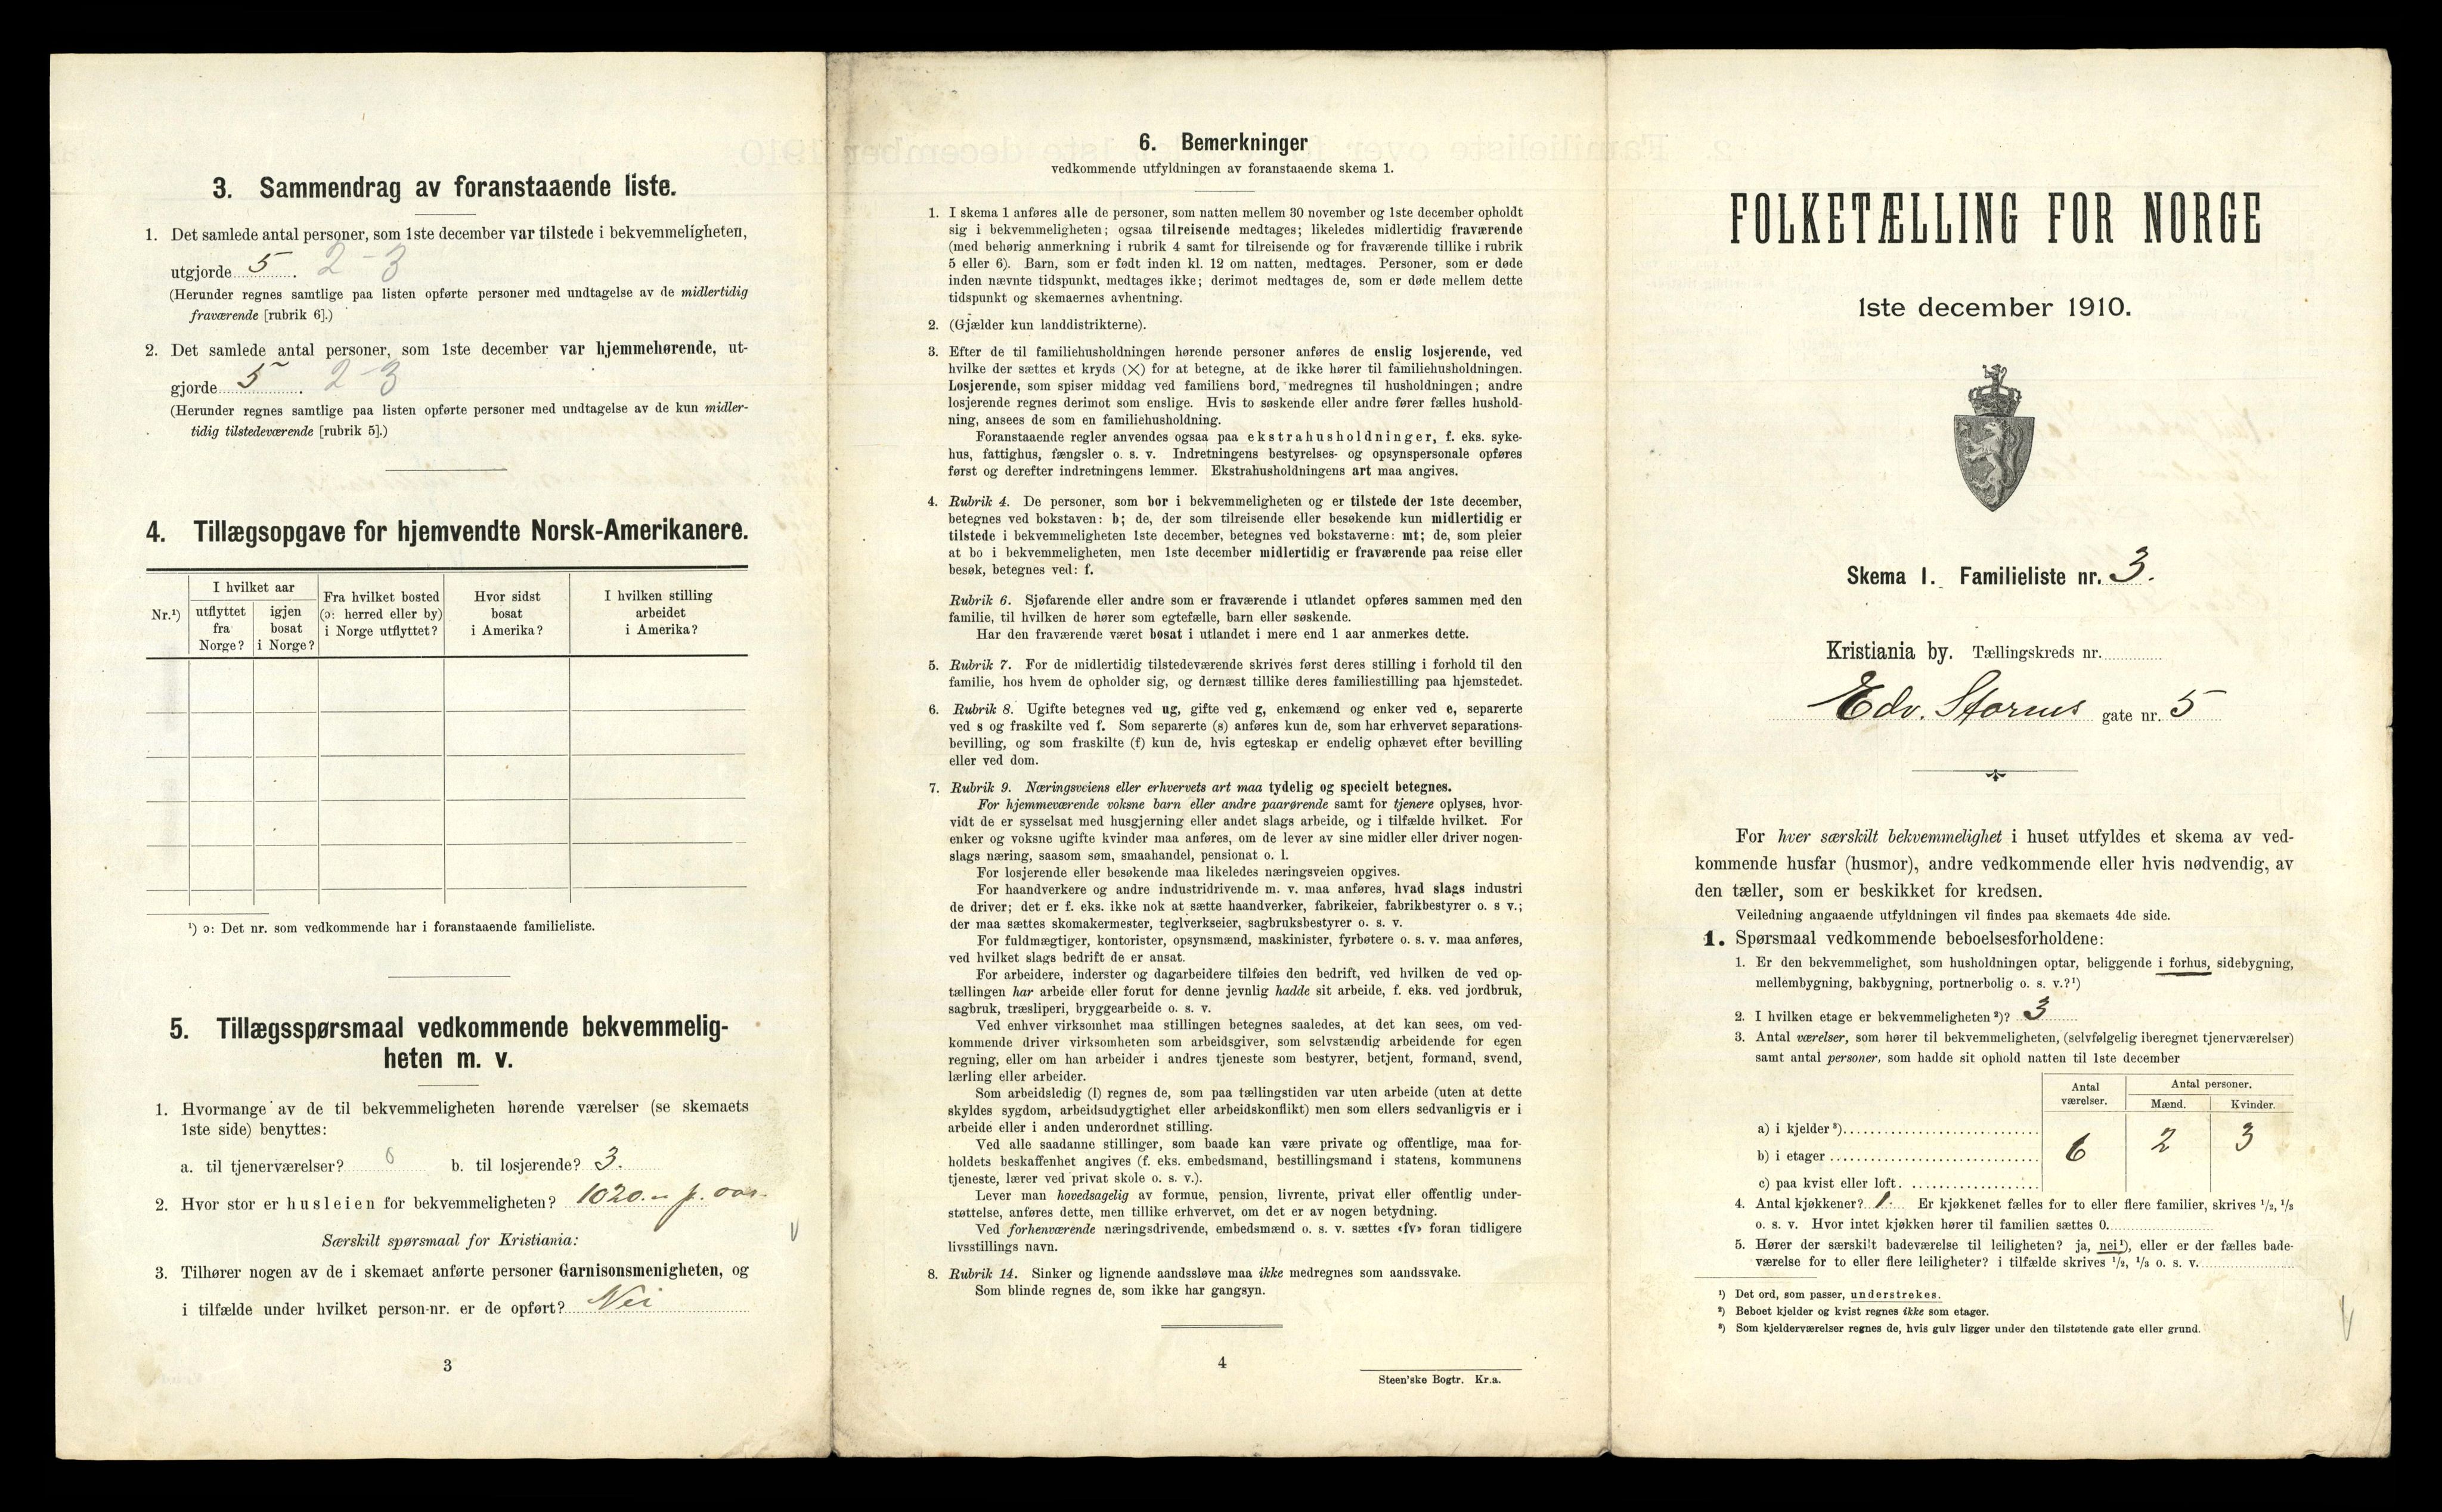 3. Sammendrag av foranstaaende liste.
1. Det samlede antal personer, som 1ste december var tilstede i bekvemmeligheten,
utgjorde 5. 2-3
(Herunder regnes samtlige paa listen opførte personer med undtagelse av de midlertidig
fraværende [rubrik 6].)
2. Det samlede antal personer, som 1ste december var hjemmehørende, ut-
gjorde 5. 2-3
(Herunder regnes samtlige paa listen opførte personer med undtagelse av de kun midler-
tidig tilstedeværende [rubrik 5].)
4. Tillægsopgave for hjemvendte Norsk-Amerikanere.
Nr.¹)
I hvilket aar
utflyttet
fra
Norge?
igjen
bosat
i Norge?
Fra hvilket bosted
(ɔ: herred eller by)
i Norge utflyttet?
Hvor sidst
bosat
i Amerika?
I hvilken stilling
arbeidet
i Amerika?
¹) ɔ: Det nr. som vedkommende har i foranstaaende familieliste.
5. Tillægsspørsmaal vedkommende bekvemmelig-
heten m. v.
1. Hvormange av de til bekvemmeligheten hørende værelser (se skemaets
1ste side) benyttes:
a. til tjenerværelser? 0 b. til losjerende? 3.
2. Hvor stor er husleien for bekvemmeligheten? 1020.- p. aar.
Særskilt spørsmaal for Kristiania:
3. Tilhører nogen av de i skemaet anførte personer Garnisonsmenigheten, og
i tilfælde under hvilket person-nr. er de opført? Nei
3
6. Bemerkninger
vedkommende utfyldningen av foranstaaende skema 1.
1. I skema 1 anføres alle de personer, som natten mellem 30 november og 1ste december opholdt
sig i bekvemmeligheten; ogsaa tilreisende medtages; likeledes midlertidig fraværende
(med behørig anmerkning i rubrik 4 samt for tilreisende og for fraværende tillike i rubrik
5 eller 6). Barn, som er født inden kl. 12 om natten, medtages. Personer, som er døde
inden nævnte tidspunkt, medtages ikke; derimot medtages de, som er døde mellem dette
tidspunkt og skemaernes avhentning.
2. (Gjælder kun landdistrikterne).
3. Efter de til familiehusholdningen hørende personer anføres de enslig losjerende, ved
hvilke der sættes et kryds (×) for at betegne, at de ikke hører til familiehusholdningen.
Losjerende, som spiser middag ved familiens bord, medregnes til husholdningen; andre
losjerende regnes derimot som enslige. Hvis to søskende eller andre fører fælles hushold-
ning, ansees de som en familiehusholdning.
Foranstaaende regler anvendes ogsaa paa ekstrahusholdninger, f. eks. syke-
hus, fattighus, fængsler o. s. v. Indretningens bestyrelses- og opsynspersonale opføres
først og derefter indretningens lemmer. Ekstrahusholdningens art maa angives.
4. Rubrik 4. De personer, som bor i bekvemmeligheten og er tilstede der 1ste december,
betegnes ved bokstaven: b; de, der som tilreisende eller besøkende kun midlertidig er
tilstede i bekvemmeligheten 1ste december, betegnes ved bokstaverne: mt; de, som pleier
at bo i bekvemmeligheten, men 1ste december midlertidig er fraværende paa reise eller
besøk, betegnes ved: f.
Rubrik 6. Sjøfarende eller andre som er fraværende i utlandet opføres sammen med den
familie, til hvilken de hører som egtefælle, barn eller søskende.
Har den fraværende været bosat i utlandet i mere end 1 aar anmerkes dette.
5. Rubrik 7. For de midlertidig tilstedeværende skrives først deres stilling i forhold til den
familie, hos hvem de opholder sig, og dernæst tillike deres familiestilling paa hjemstedet.
6. Rubrik 8. Ugifte betegnes ved ug, gifte ved g, enkemænd og enker ved e, separerte
ved s og fraskilte ved f. Som separerte (s) anføres kun de, som har erhvervet separations-
bevilling, og som fraskilte (f) kun de, hvis egteskap er endelig ophævet efter bevilling
eller ved dom.
7. Rubrik 9. Næringsveiens eller erhvervets art maa tydelig og specielt betegnes.
For hjemmeværende voksne barn eller andre paarørende samt for tjenere oplyses, hvor-
vidt de er sysselsat med husgjerning eller andet slags arbeide, og i tilfælde hvilket. For
enker og voksne ugifte kvinder maa anføres, om de lever av sine midler eller driver nogen-
slags næring, saasom søm, smaahandel, pensionat o. l.
For losjerende eller besøkende maa likeledes næringsveien opgives.
For haandverkere og andre industridrivende m. v. maa anføres, hvad slags industri
de driver; det er f. eks. ikke nok at sætte haandverker, fabrikeier, fabrikbestyrer o. s v.;
der maa sættes skomakermester, teglverkseier, sagbruksbestyrer o. s. v.
For fuldmægtiger, kontorister, opsynsmænd, maskinister, fyrbøtere o. s. v. maa anføres,
ved hvilket slags bedrift de er ansat.
For arbeidere, inderster og dagarbeidere tilføies den bedrift, ved hvilken de ved op-
tællingen har arbeide eller forut for denne jevnlig hadde sit arbeide, f. eks. ved jordbruk,
sagbruk, træsliperi, bryggearbeide o. s. v.
Ved enhver virksomhet maa stillingen betegnes saaledes, at det kan sees, om ved-
kommende driver virksomheten som arbeidsgiver, som selvstændig arbeidende for egen
regning, eller om han arbeider i andres tjeneste som bestyrer, betjent, formand, svend,
lærling eller arbeider.
Som arbeidsledig (l) regnes de, som paa tællingstiden var uten arbeide (uten at dette
skyldes sygdom, arbeidsudygtighet eller arbeidskonflikt) men som ellers sedvanligvis er i
arbeide eller i anden underordnet stilling.
Ved alle saadanne stillinger, som baade kan være private og offentlige, maa for-
holdets beskaffenhet angives (f. eks. embedsmand, bestillingsmand i statens, kommunens
tjeneste, lærer ved privat skole o. s. v.).
Lever man hovedsagelig av formue, pension, livrente, privat eller offentlig under-
støttelse, anføres dette, men tillike erhvervet, om det er av nogen betydning.
Ved forhenværende næringsdrivende, embedsmænd o. s. v. sættes «fv» foran tidligere
livsstillings navn.
8. Rubrik 14. Sinker og lignende aandssløve maa ikke medregnes som aandssvake.
Som blinde regnes de, som ikke har gangsyn.
4
Steen'ske Bogtr. Kr.a.
FOLKETÆLLING FOR NORGE
1ste december 1910.
Skema 1. Familieliste nr. 3.
Kristiania by. Tællingskreds nr.
Edv. Storms gate nr. 5
For hver særskilt bekvemmelighet i huset utfyldes et skema av ved-
kommende husfar (husmor), andre vedkommende eller hvis nødvendig, av
den tæller, som er beskikket for kredsen.
Veiledning angaaende utfyldningen vil findes paa skemaets 4de side.
1. Spørsmaal vedkommende beboelsesforholdene:
1. Er den bekvemmelighet, som husholdningen optar, beliggende i forhus, sidebygning,
mellembygning, bakbygning, portnerbolig o. s. v.?¹)
2. I hvilken etage er bekvemmeligheten²)? 3
3. Antal værelser, som hører til bekvemmeligheten, (selvfølgelig iberegnet tjenerværelser)
samt antal personer, som hadde sit ophold natten til 1ste december
Antal
værelser.
Antal personer.
Mænd. Kvinder.
a) i kjelder³)
b) i etager 6 2 3
c) paa kvist eller loft.
4. Antal kjøkkener? 1. Er kjøkkenet fælles for to eller flere familier, skrives 1/2, 1/3
o. s. v. Hvor intet kjøkken hører til familien sættes 0.
5. Hører der særskilt badeværelse til leiligheten? ja, nei¹), eller er der fælles bade-
værelse for to eller flere leiligheter? i tilfælde skrives 1/2, 1/3 o. s. v.
¹) Det ord, som passer, understrekes.
²) Beboet kjelder og kvist regnes ikke som etager.
³) Som kjelderværelser regnes de, hvis gulv ligger under den tilstøtende gate eller grund.